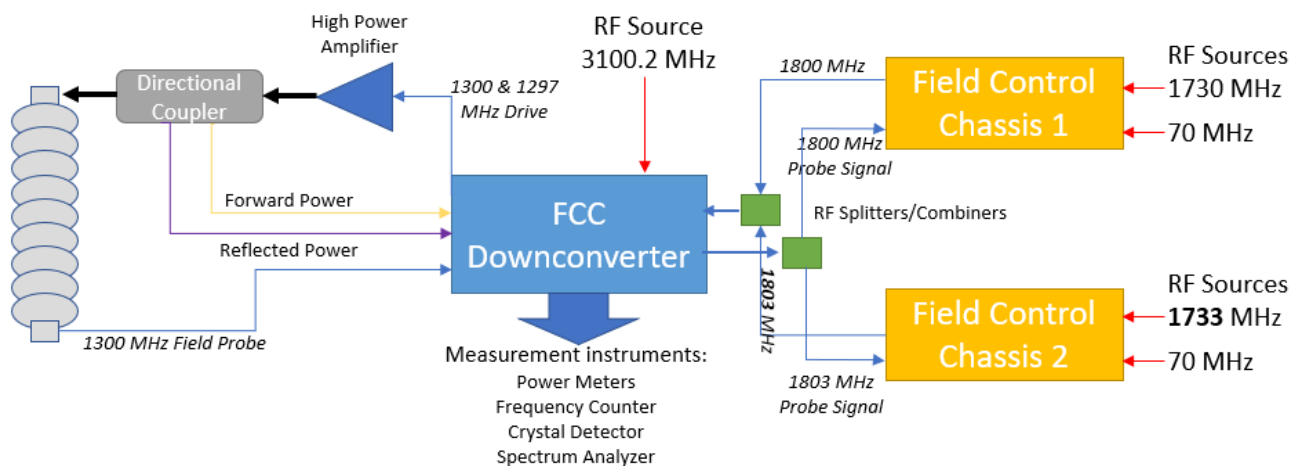 High Power
Amplifier
RF Source
3100.2 MHz
RF Sources
1730 MHz
70 MHz
Directional
Coupler
1300 & 1297
MHz Drive
1800 MHz
Field Control
Chassis 1
1800 MHz
Probe Signal
Forward Power
FCC
Downconverter
RF Splitters/Combiners
Reflected Power
1803 MHz
RF Sources
1733 MHz
70 MHz
Field Control
Chassis 2
1300 MHz Field Probe
1803 MHz
Probe Signal
Measurement instruments:
Power Meters
Frequency Counter
Crystal Detector
Spectrum Analyzer